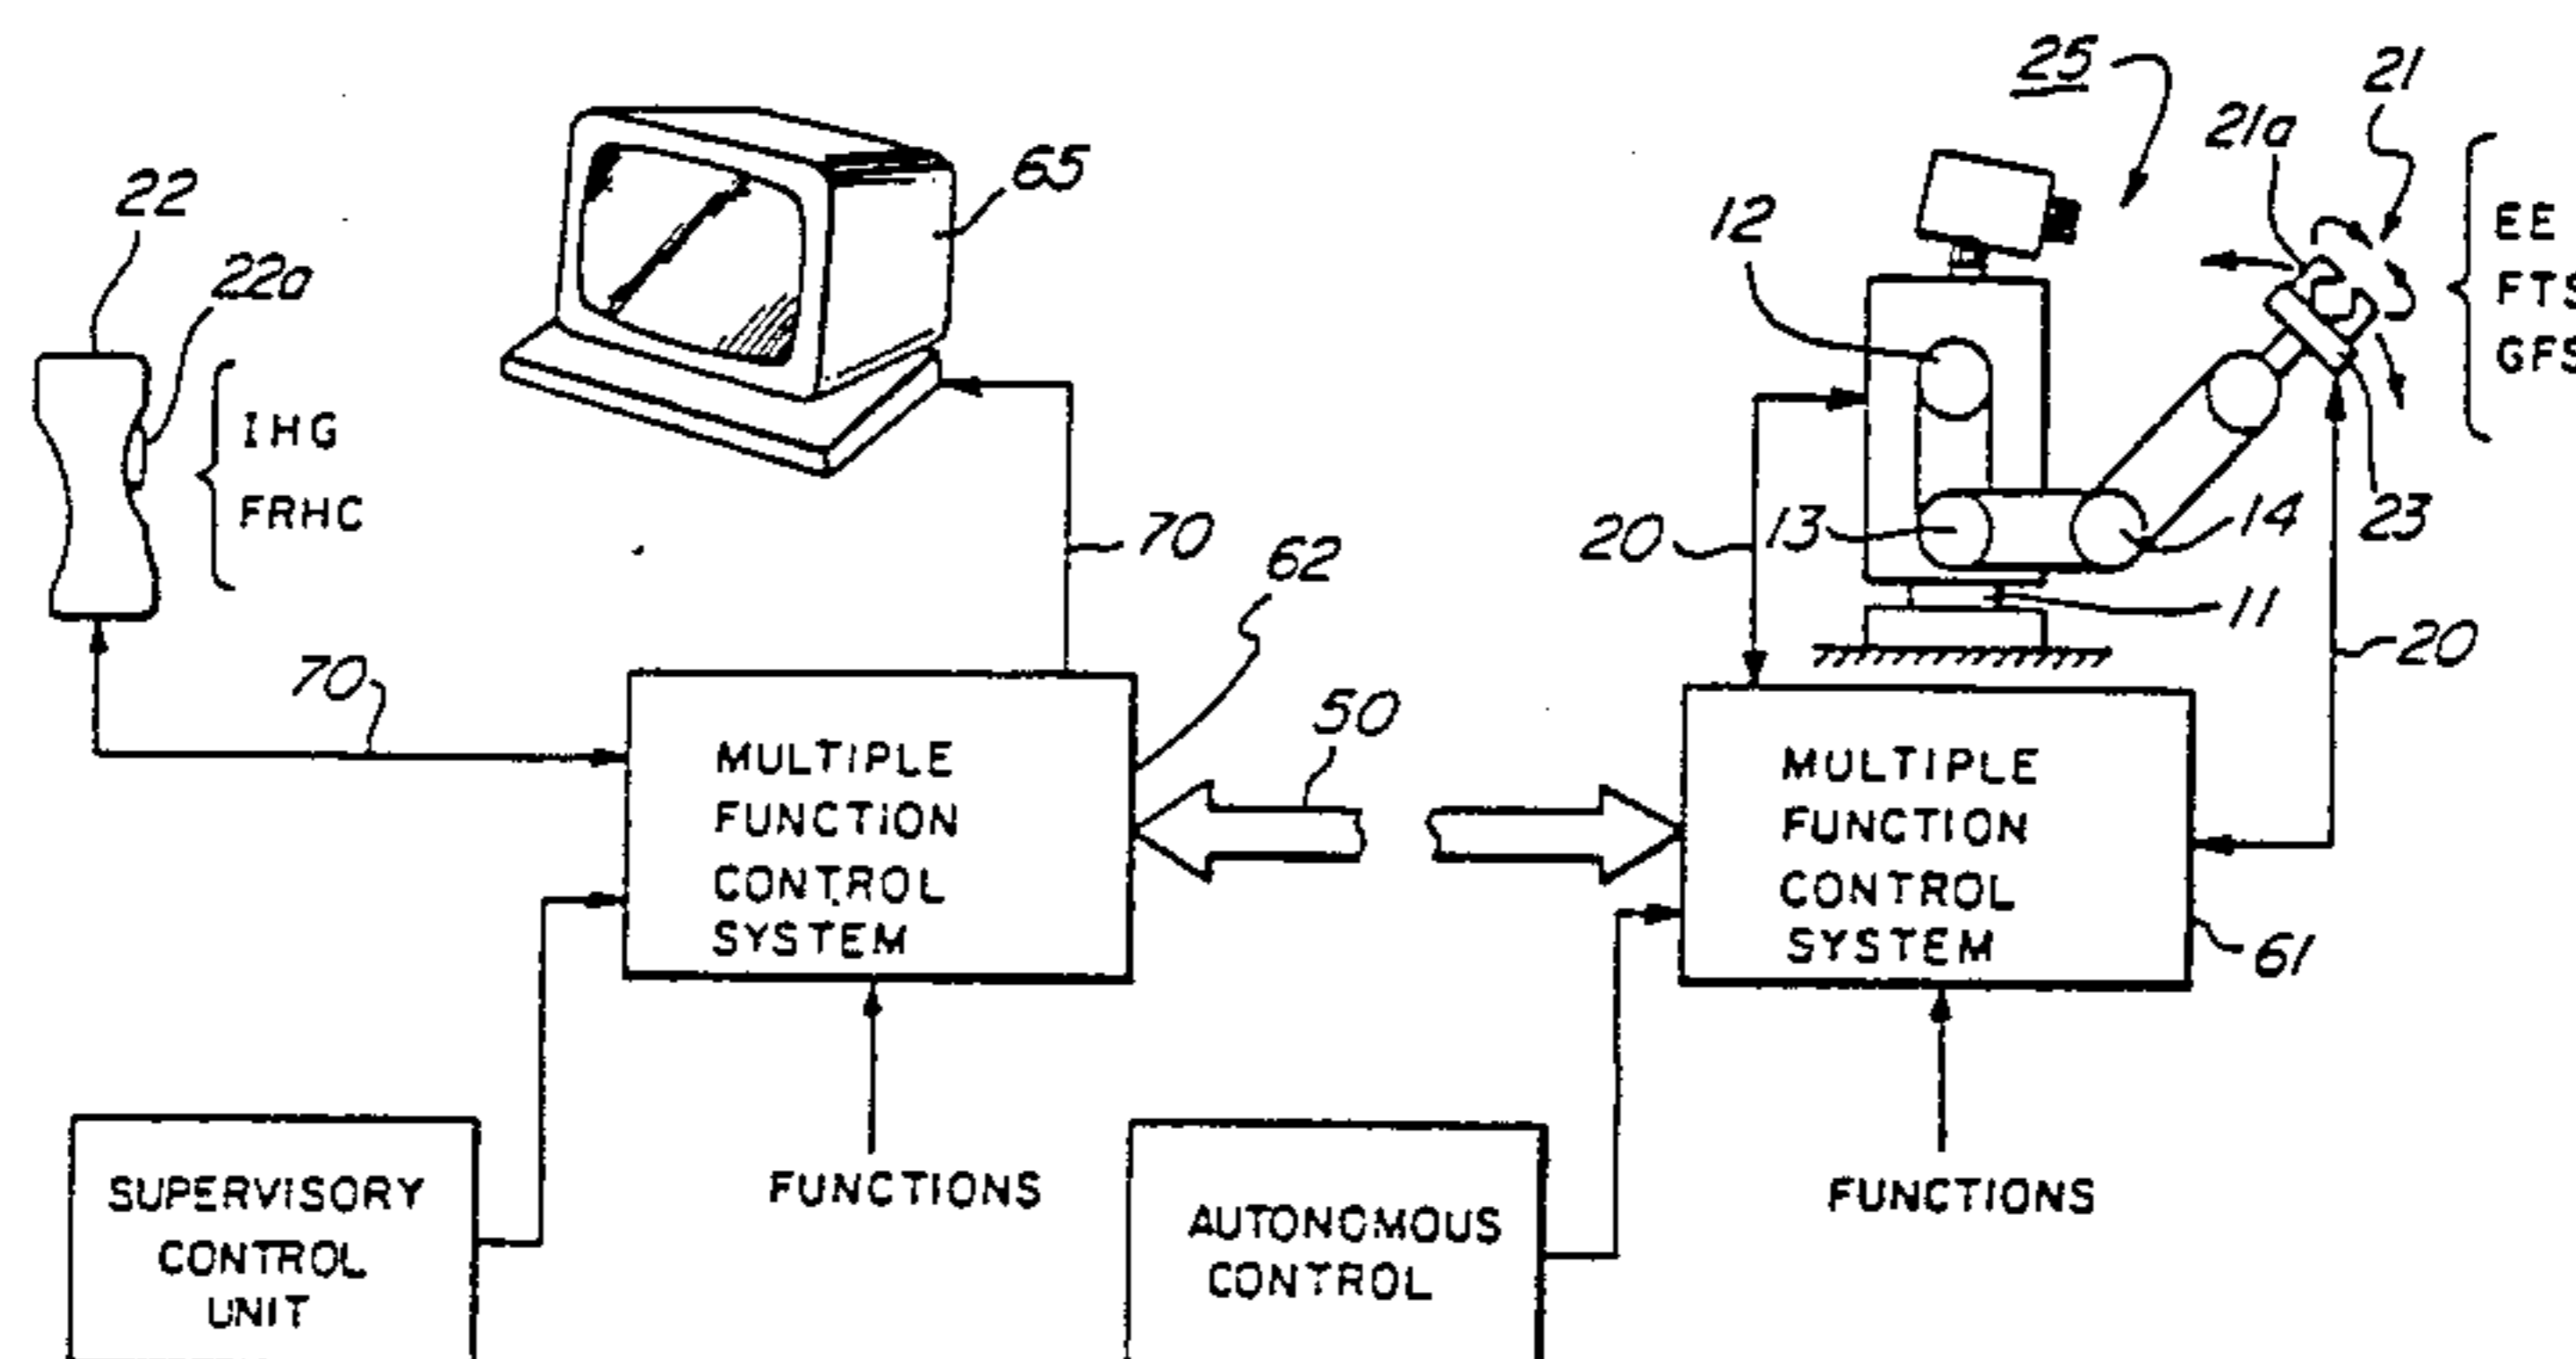 25
21
21a
65
12
22
EE
22a
FTS
GFS
IHG
FRHC
70
20
13
14
23
62
11
20
70
50
MULTIPLE
FUNCTION
CONTROL
SYSTEM
MULTIPLE
FUNCTION
CONTROL
SYSTEM
61
FUNCTIONS
FUNCTIONS
SUPERVISORY
CONTROL
UNIT
AUTONOMOUS
CONTROL